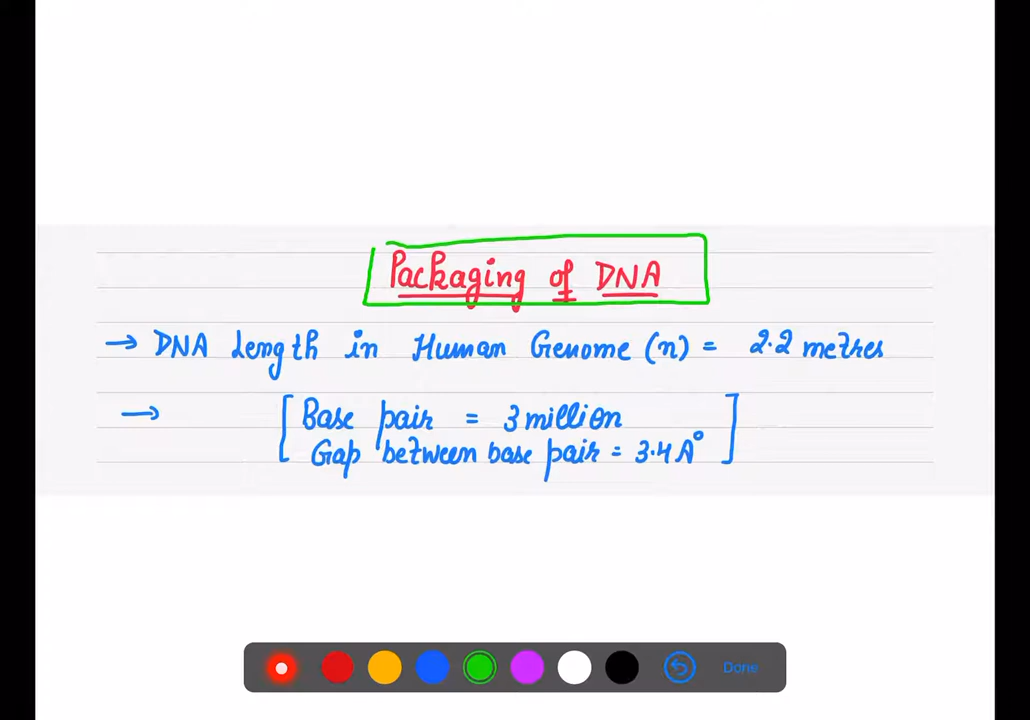 Packaging of DNA
→ DNA Length in Human Genome (n) = 2.2 metres
→ [Base pair = 3 million
Gap between base pair = 3.4 A°]
Done